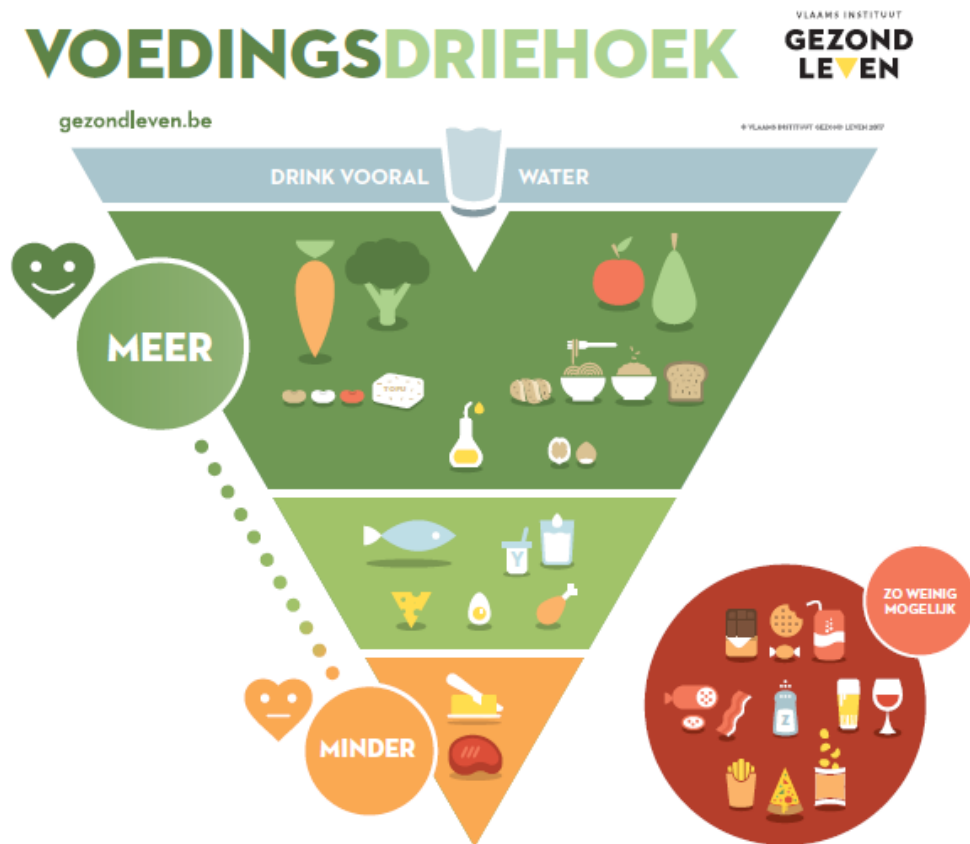 VOEDINGSDRIEHOEK
VLAAMS INSTITUUT
GEZOND
LEVEN
gezondleven.be
© VLAAMS INSTITUUT GEZOND LEVEN 2017
DRINK VOORAL WATER
MEER
TOFU
Y
ZO WEINIG
MOGELIJK
MINDER
Z